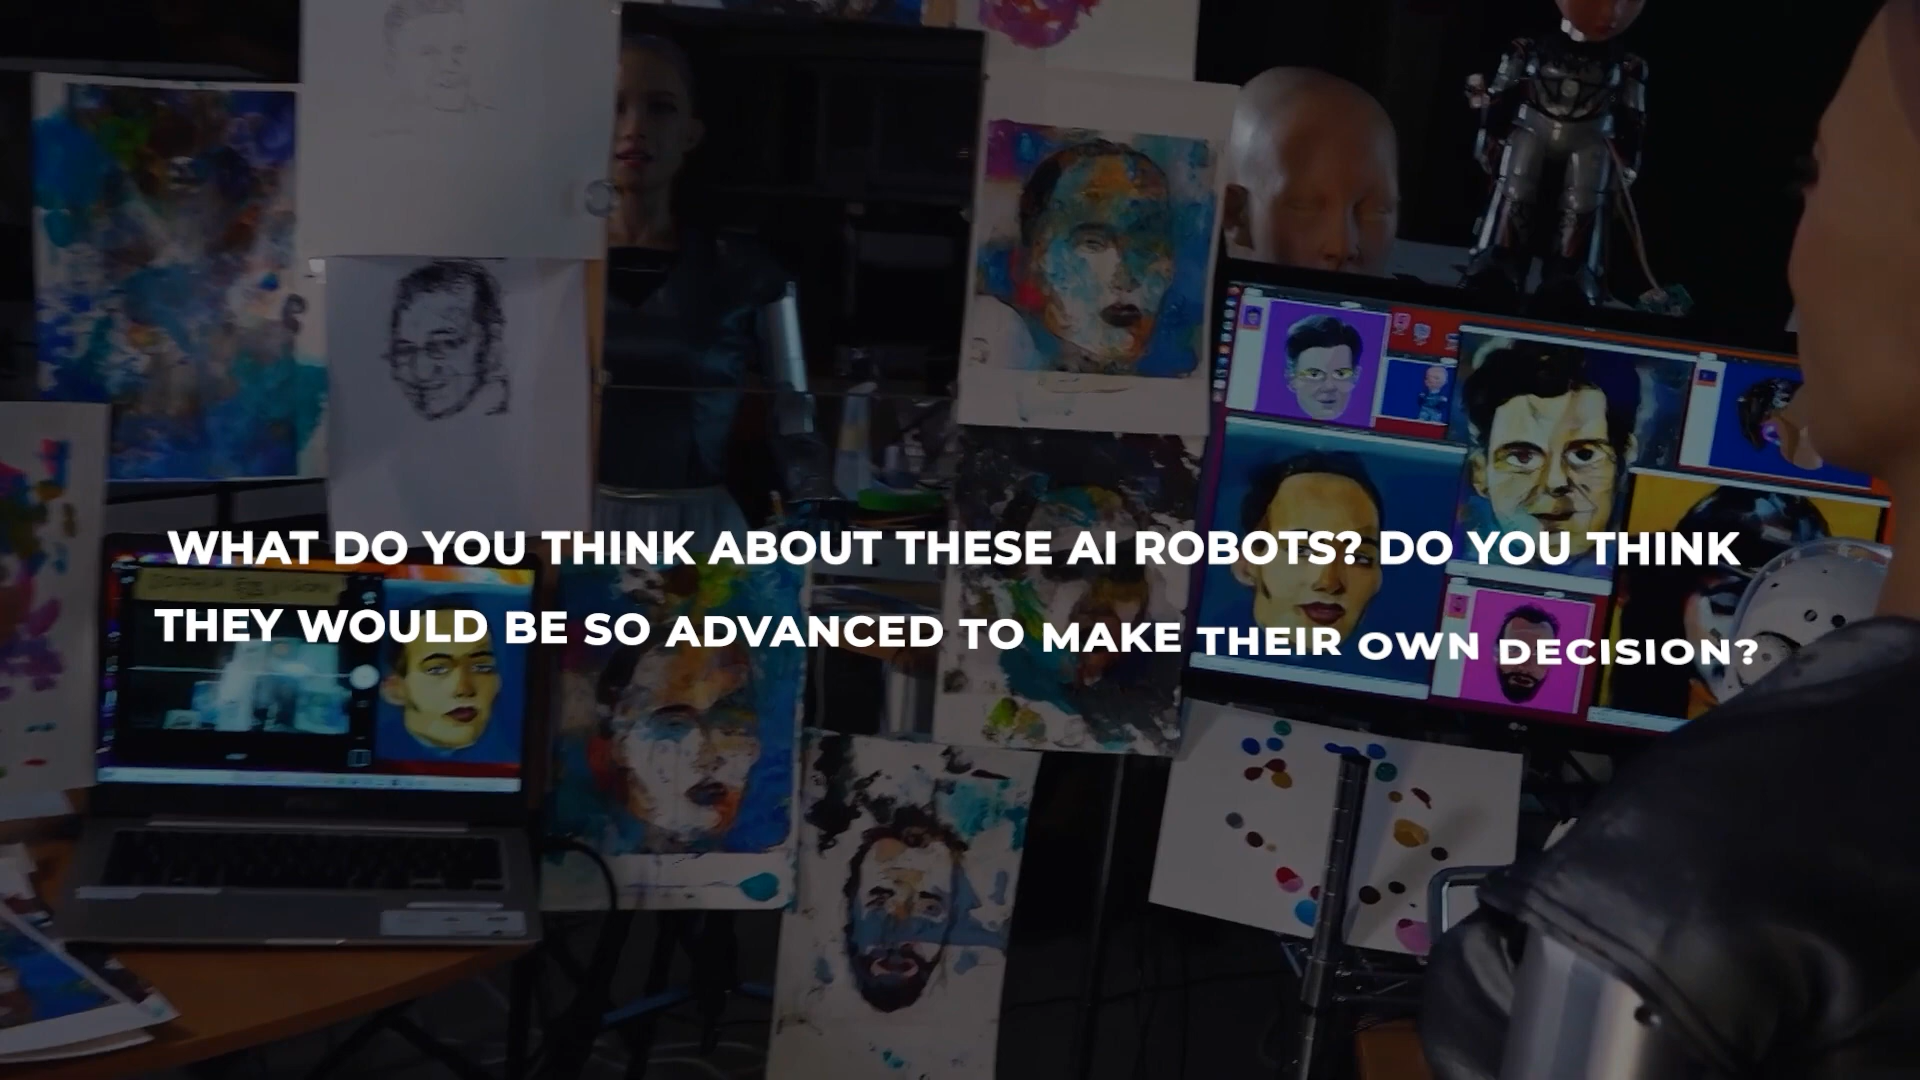 WHAT DO YOU THINK ABOUT THESE AI ROBOTS? DO YOU THINK
THEY WOULD BE SO ADVANCED TO MAKE THEIR OWN DECISION?